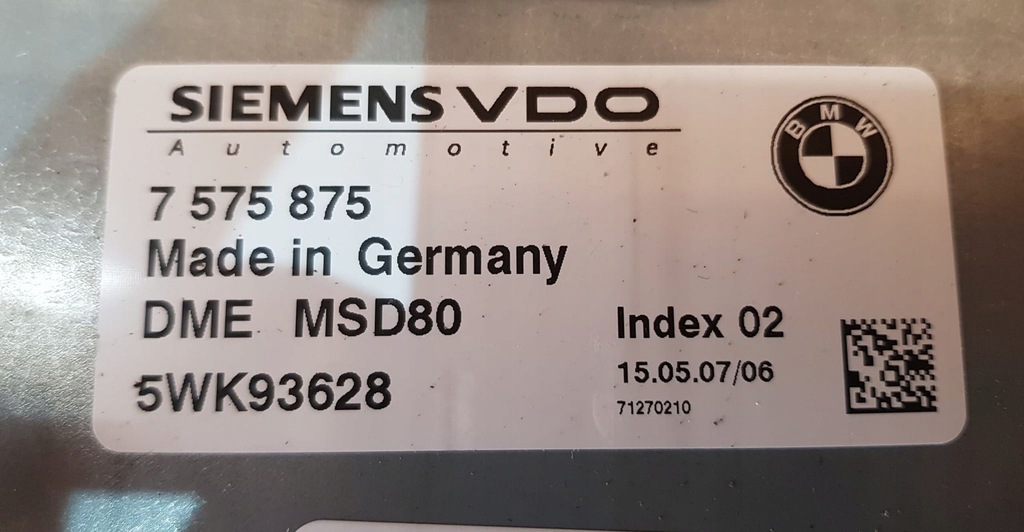 SIEMENS VDO
Automotive
BMW
7 575 875
Made in Germany
DME MSD80
Index 02
5WK93628
15.05.07/06
71270210